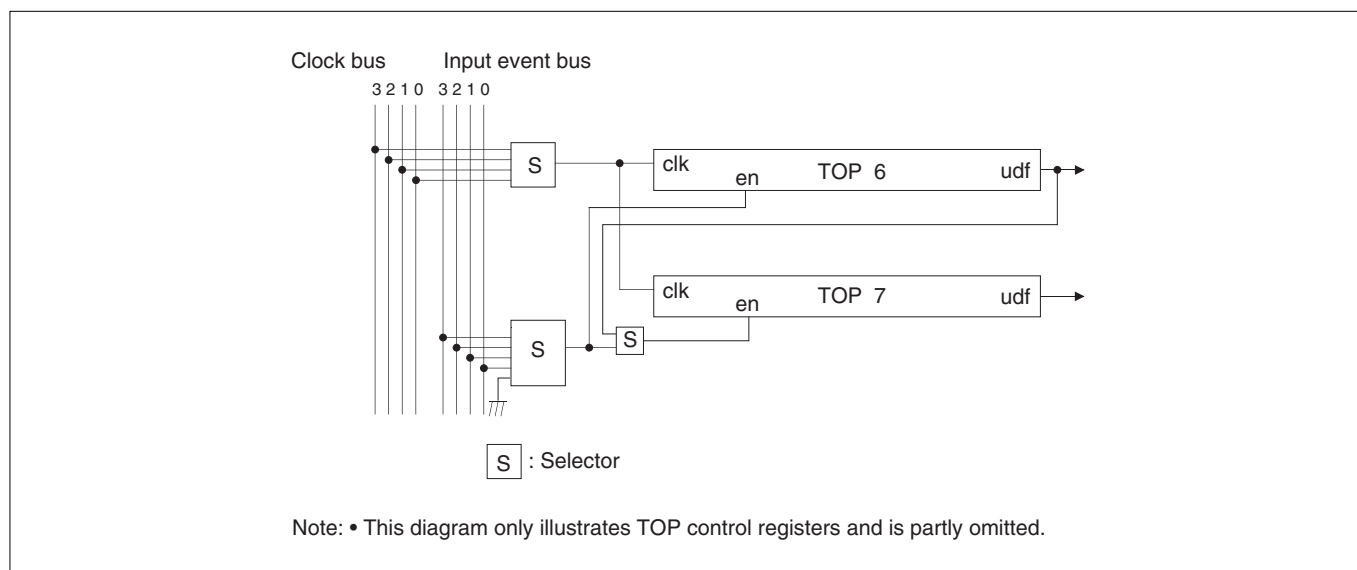 Clock bus
Input event bus
3 2 1 0
3 2 1 0
S
clk
en
TOP 6
udf
clk
en
TOP 7
udf
S
S
S : Selector
Note: • This diagram only illustrates TOP control registers and is partly omitted.